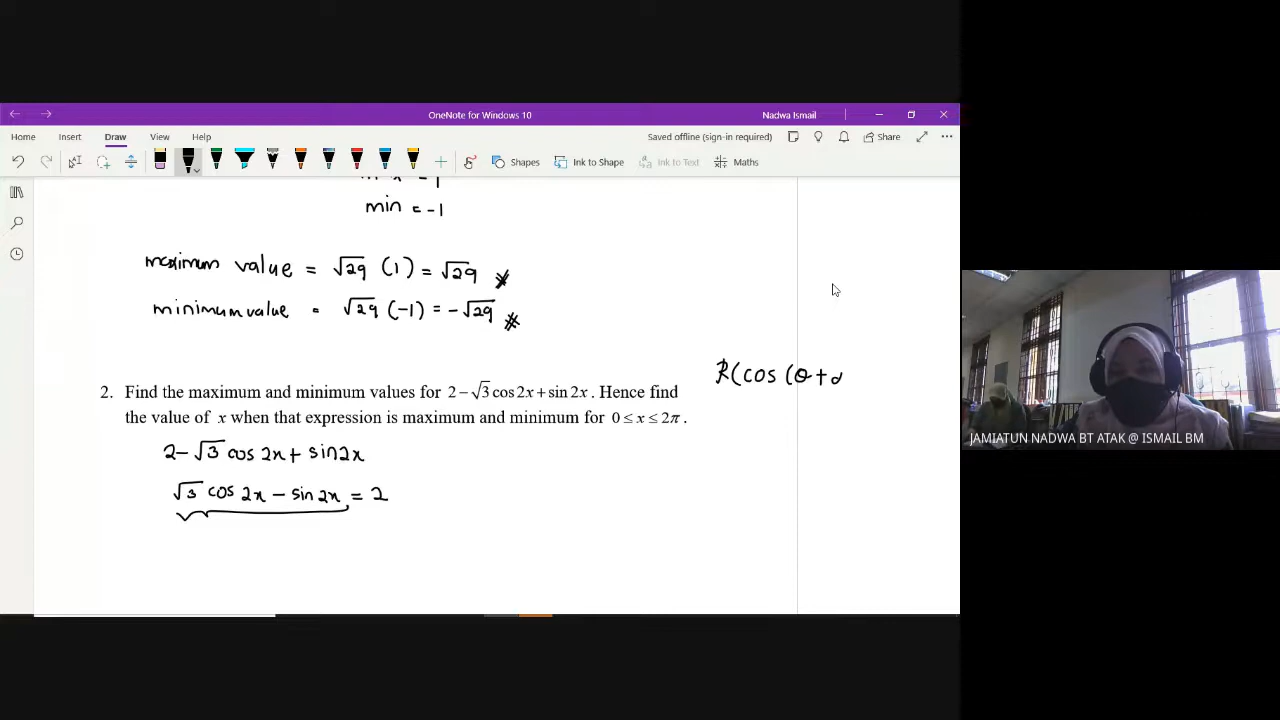 OneNote for Windows 10
Nadwa Ismail
Home Insert Draw View Help
Saved offline (sign-in required)
Share
Shapes
Ink to Shape
Ink to Text
Maths
min = -1
maximum value = √29 (1) = √29
minimum value = √29 (-1) = -√29
R(cos (θ + α
2. Find the maximum and minimum values for 2 − √3 cos 2x + sin 2x . Hence find
the value of x when that expression is maximum and minimum for 0 ≤ x ≤ 2π .
2 - √3 cos 2x + sin 2x
√3 cos 2x - sin 2x = 2
JAMIATUN NADWA BT ATAK @ ISMAIL BM